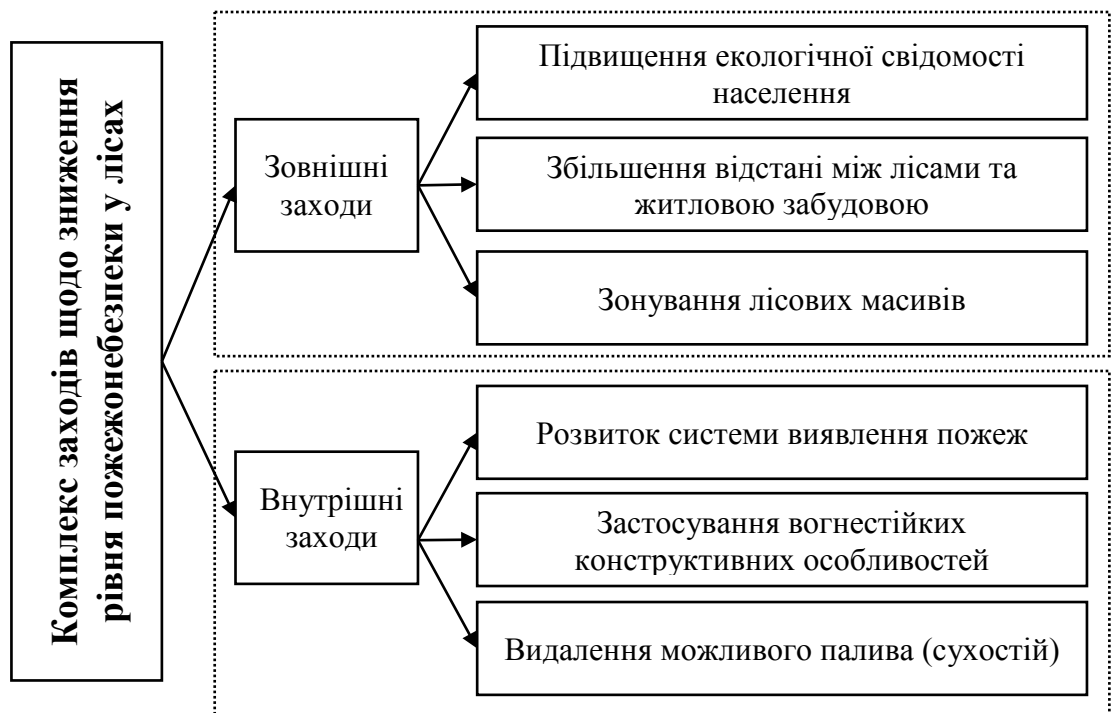 Комплекс заходів щодо зниження
рівня пожежонебезпеки у лісах
Зовнішні
заходи
Підвищення екологічної свідомості
населення
Збільшення відстані між лісами та
житловою забудовою
Зонування лісових масивів
Внутрішні
заходи
Розвиток системи виявлення пожеж
Застосування вогнестійких
конструктивних особливостей
Видалення можливого палива (сухостій)